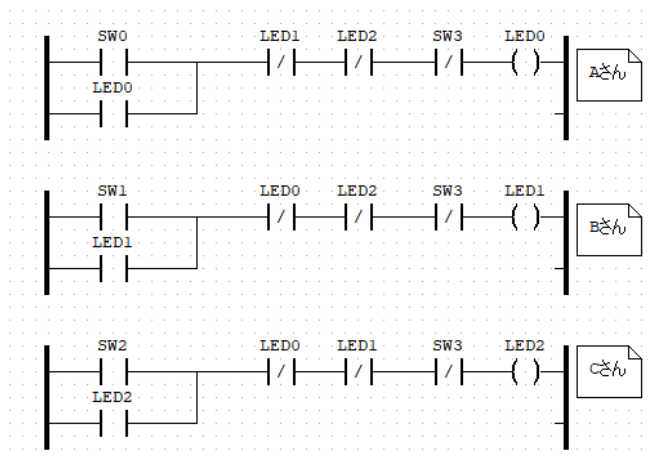 SW0 LED1 LED2 SW3 LED0
Aさん
LED0
SW1 LED0 LED2 SW3 LED1
Bさん
LED1
SW2 LED0 LED1 SW3 LED2
Cさん
LED2